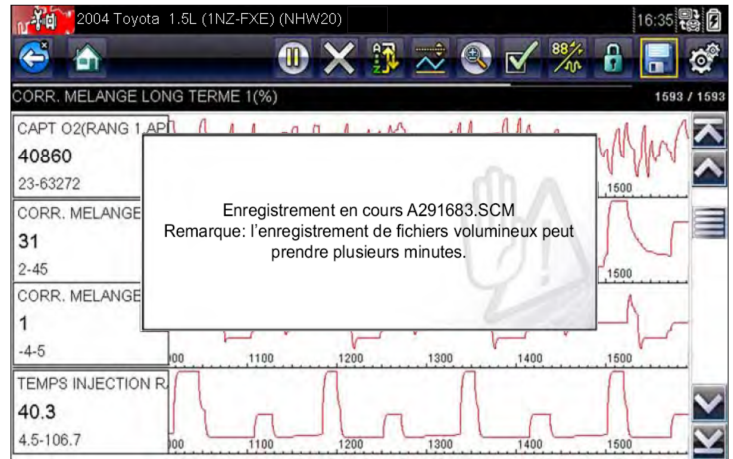 2004 Toyota 1.5L (1NZ-FXE) (NHW20) 16:35
A
Z
88%
CORR. MELANGE LONG TERME 1(%) 1593 / 1593
CAPT O2(RANG 1 AP
40860
23-63272
1500
CORR. MELANGE
31
2-45
1500
CORR. MELANGE
1
-4-5
00 1100 1200 1300 1400 1500
TEMPS INJECTION R
40.3
4.5-106.7
00 1100 1200 1300 1400 1500
Enregistrement en cours A291683.SCM
Remarque: l'enregistrement de fichiers volumineux peut
prendre plusieurs minutes.